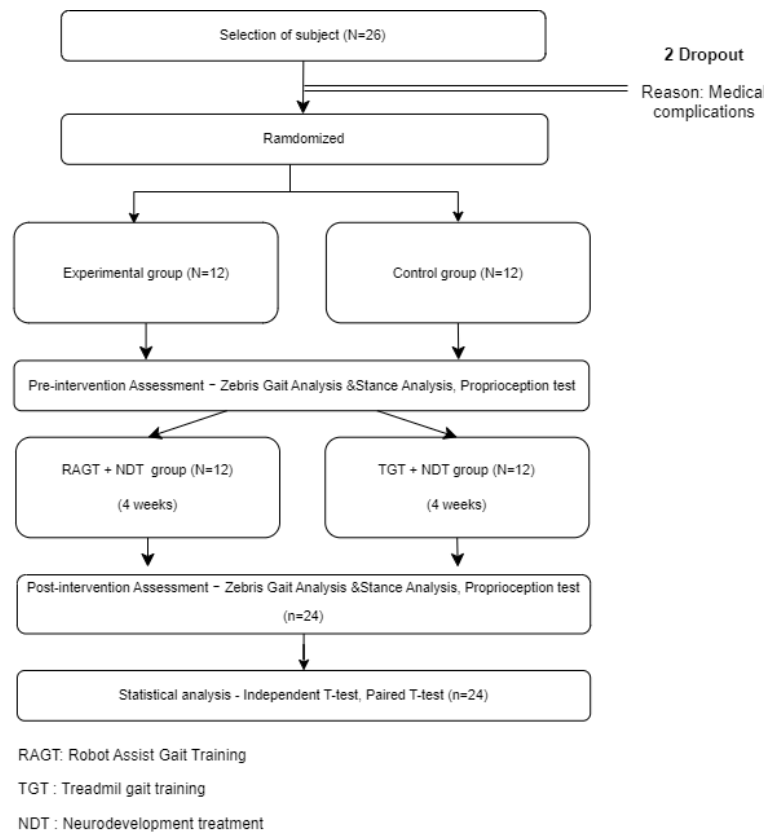 Selection of subject (N=26)
2 Dropout
Reason: Medical
complications
Ramdomized
Experimental group (N=12)
Control group (N=12)
Pre-intervention Assessment - Zebris Gait Analysis &Stance Analysis, Proprioception test
RAGT + NDT group (N=12)
(4 weeks)
TGT + NDT group (N=12)
(4 weeks)
Post-intervention Assessment - Zebris Gait Analysis &Stance Analysis, Proprioception test
(n=24)
Statistical analysis - Independent T-test, Paired T-test (n=24)
RAGT: Robot Assist Gait Training
TGT : Treadmil gait training
NDT : Neurodevelopment treatment